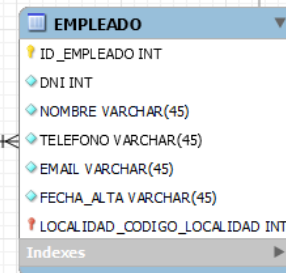 EMPLEADO
ID_EMPLEADO INT
DNI INT
NOMBRE VARCHAR(45)
TELEFONO VARCHAR(45)
EMAIL VARCHAR(45)
FECHA_ALTA VARCHAR(45)
LOCALIDAD_CODIGO_LOCALIDAD INT
Indexes